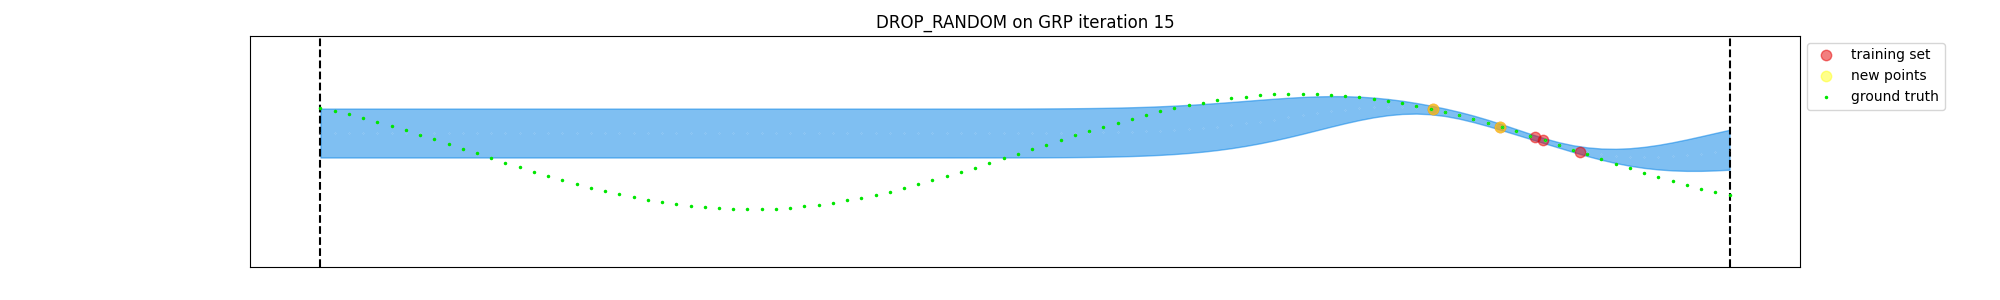 DROP_RANDOM on GRP iteration 15
training set
new points
ground truth